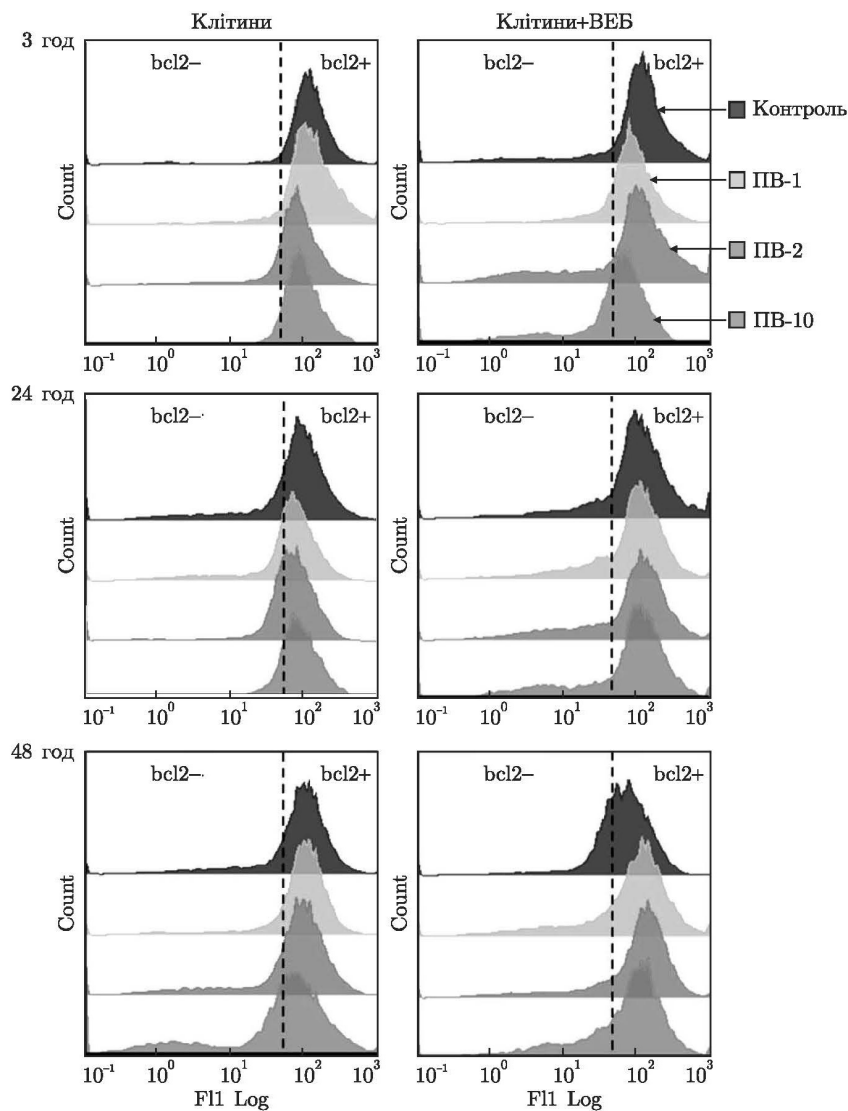 Клітини Клітини+ВЕБ
3 год
bcl2− bcl2+ bcl2− bcl2+
Контроль
ПВ-1
ПВ-2
ПВ-10
Count
10⁻¹ 10⁰ 10¹ 10² 10³ 10⁻¹ 10⁰ 10¹ 10² 10³
24 год
bcl2− bcl2+ bcl2− bcl2+
Count Count
10⁻¹ 10⁰ 10¹ 10² 10³ 10⁻¹ 10⁰ 10¹ 10² 10³
48 год
bcl2− bcl2+ bcl2− bcl2+
Count Count
10⁻¹ 10⁰ 10¹ 10² 10³ 10⁻¹ 10⁰ 10¹ 10² 10³
Fl1 Log Fl1 Log